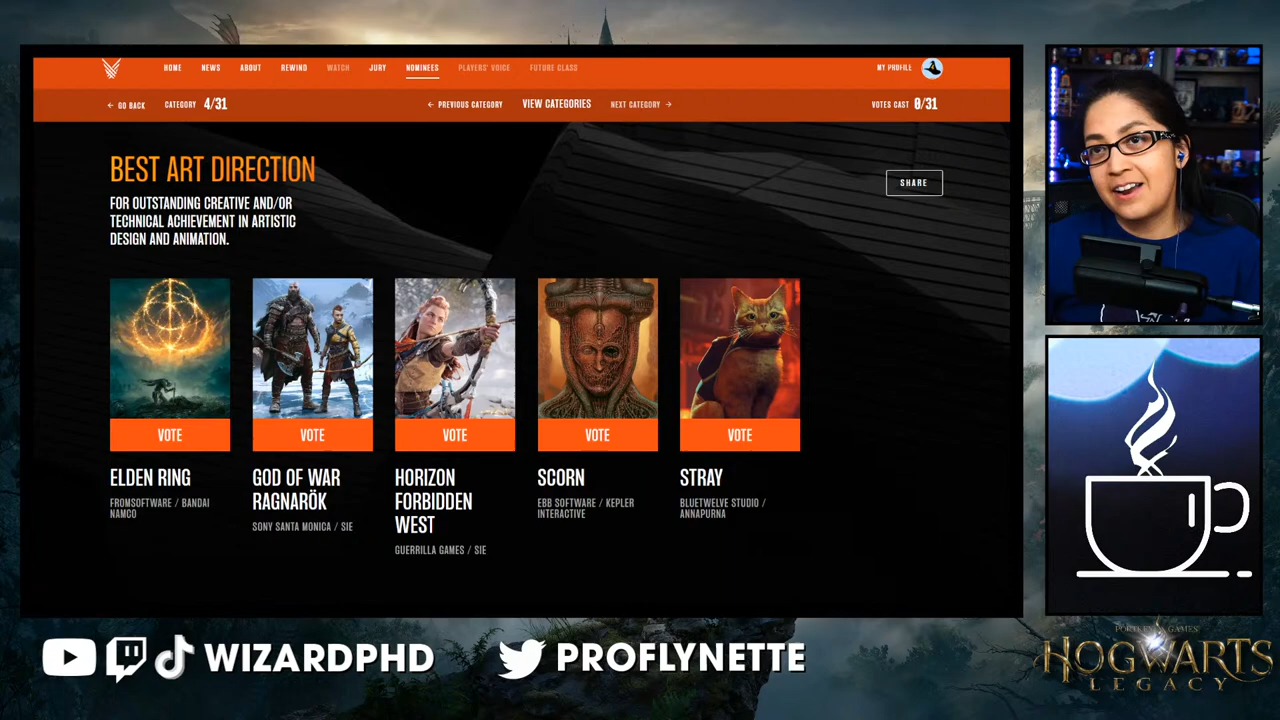 HOME NEWS ABOUT REWIND WATCH JURY NOMINEES PLAYERS' VOICE FUTURE CLASS MY PROFILE
← GO BACK CATEGORY 4/31 ← PREVIOUS CATEGORY VIEW CATEGORIES NEXT CATEGORY → VOTES CAST 0/31
BEST ART DIRECTION
SHARE
FOR OUTSTANDING CREATIVE AND/OR
TECHNICAL ACHIEVEMENT IN ARTISTIC
DESIGN AND ANIMATION.
VOTE
ELDEN RING
FROMSOFTWARE / BANDAI
NAMCO
VOTE
GOD OF WAR
RAGNARÖK
SONY SANTA MONICA / SIE
VOTE
HORIZON
FORBIDDEN
WEST
GUERRILLA GAMES / SIE
VOTE
SCORN
EBB SOFTWARE / KEPLER
INTERACTIVE
VOTE
STRAY
BLUETWELVE STUDIO /
ANNAPURNA
WIZARDPHD
PROFLYNETTE
PORTKEY GAMES
HOGWARTS
LEGACY